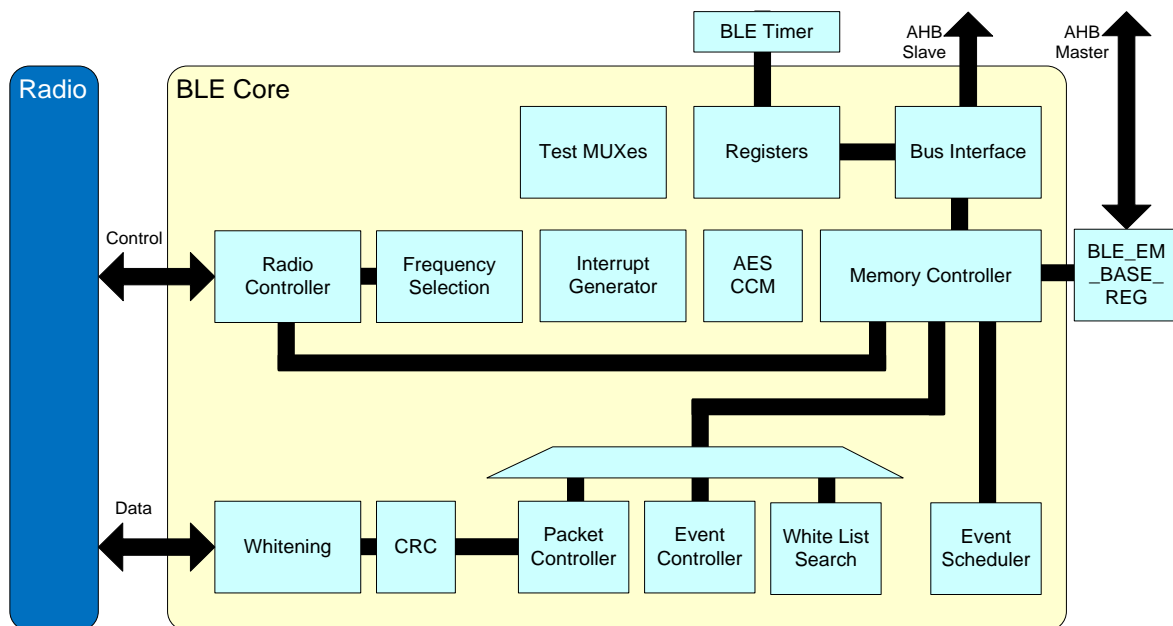 BLE Timer
AHB
Slave
AHB
Master
Radio
BLE Core
Test MUXes
Registers
Bus Interface
Control
Radio
Controller
Frequency
Selection
Interrupt
Generator
AES
CCM
Memory Controller
BLE_EM
_BASE_
REG
Data
Whitening
CRC
Packet
Controller
Event
Controller
White List
Search
Event
Scheduler